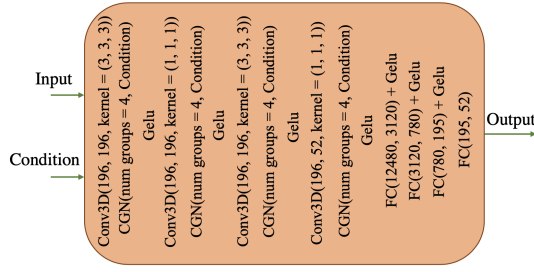 Input
Condition
Conv3D(196, 196, kernel = (3, 3, 3))
CGN(num groups = 4, Condition)
Gelu
Conv3D(196, 196, kernel = (1, 1, 1))
CGN(num groups = 4, Condition)
Gelu
Conv3D(196, 196, kernel = (3, 3, 3))
CGN(num groups = 4, Condition)
Gelu
Conv3D(196, 52, kernel = (1, 1, 1))
CGN(num groups = 4, Condition)
Gelu
FC(12480, 3120) + Gelu
FC(3120, 780) + Gelu
FC(780, 195) + Gelu
FC(195, 52)
Output